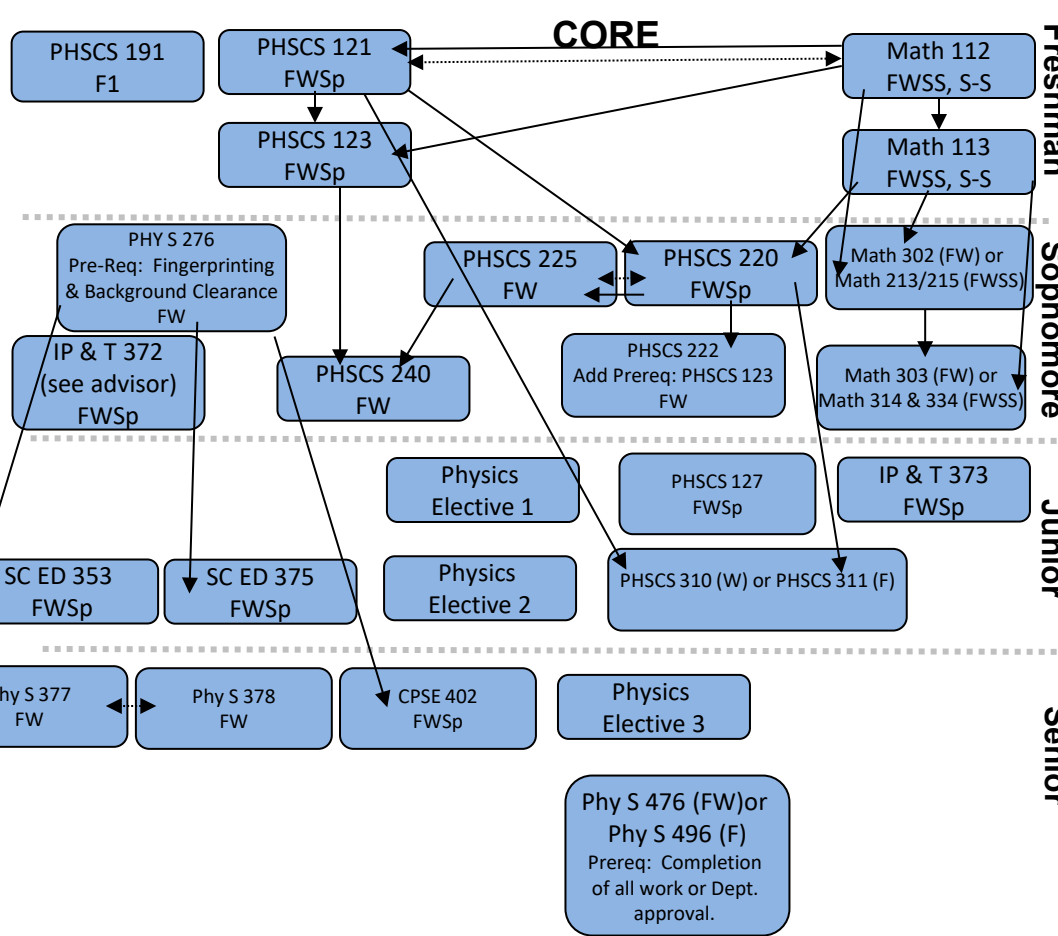 CORE
PHSCS 191
F1
PHSCS 121
FWSp
Math 112
FWSS, S-S
Freshman
PHSCS 123
FWSp
Math 113
FWSS, S-S
PHY S 276
Pre-Req: Fingerprinting
& Background Clearance
FW
PHSCS 225
FW
PHSCS 220
FWSp
Math 302 (FW) or
Math 213/215 (FWSS)
Sophomore
IP & T 372
(see advisor)
FWSp
PHSCS 240
FW
PHSCS 222
Add Prereq: PHSCS 123
FW
Math 303 (FW) or
Math 314 & 334 (FWSS)
Physics
Elective 1
PHSCS 127
FWSp
IP & T 373
FWSp
Junior
SC ED 353
FWSp
SC ED 375
FWSp
Physics
Elective 2
PHSCS 310 (W) or PHSCS 311 (F)
hy S 377
FW
Phy S 378
FW
CPSE 402
FWSp
Physics
Elective 3
Senior
Phy S 476 (FW)or
Phy S 496 (F)
Prereq: Completion
of all work or Dept.
approval.